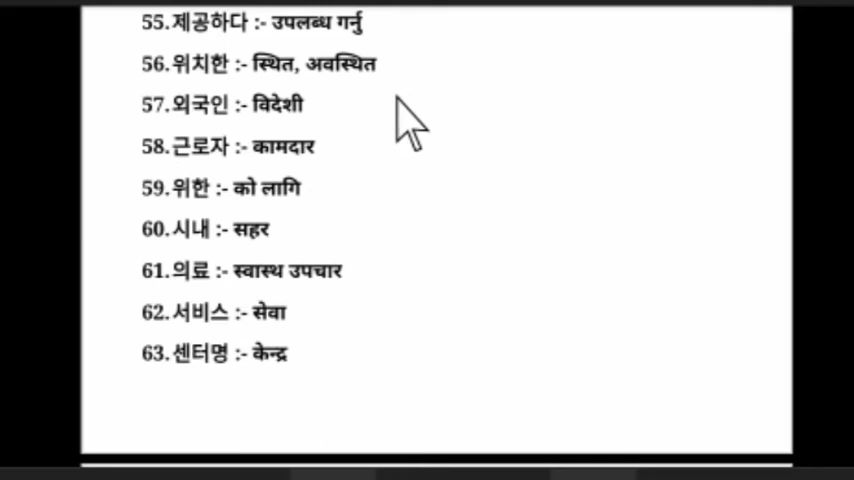 55.제공하다 :- उपलब्ध गर्नु
56.위치한 :- स्थित, अवस्थित
57.외국인 :- विदेशी
58.근로자 :- कामदार
59.위한 :- को लागि
60.시내 :- सहर
61.의료 :- स्वास्थ उपचार
62.서비스 :- सेवा
63.센터명 :- केन्द्र